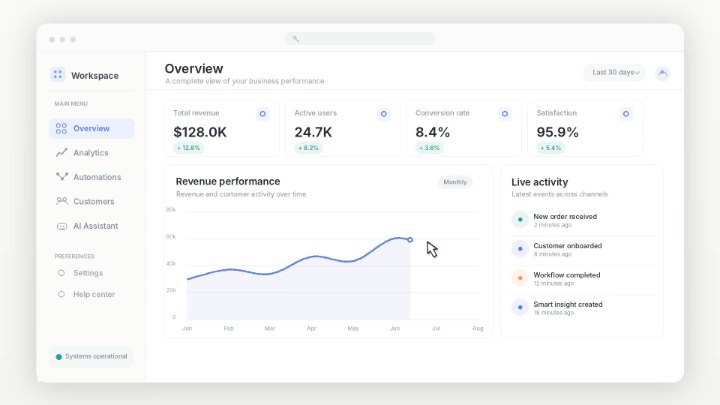 Workspace
MAIN MENU
Overview
Analytics
Automations
Customers
AI Assistant
PREFERENCES
Settings
Help center
Systems operational
Overview
A complete view of your business performance
Last 30 days
Total revenue
$128.0K
+ 12.8%
Active users
24.7K
+ 8.2%
Conversion rate
8.4%
+ 3.6%
Satisfaction
95.9%
+ 5.4%
Revenue performance
Revenue and customer activity over time
Monthly
80k
60k
40k
20k
0
Jan Feb Mar Apr May Jun Jul Aug
Live activity
Latest events across channels
New order received
2 minutes ago
Customer onboarded
8 minutes ago
Workflow completed
12 minutes ago
Smart insight created
18 minutes ago